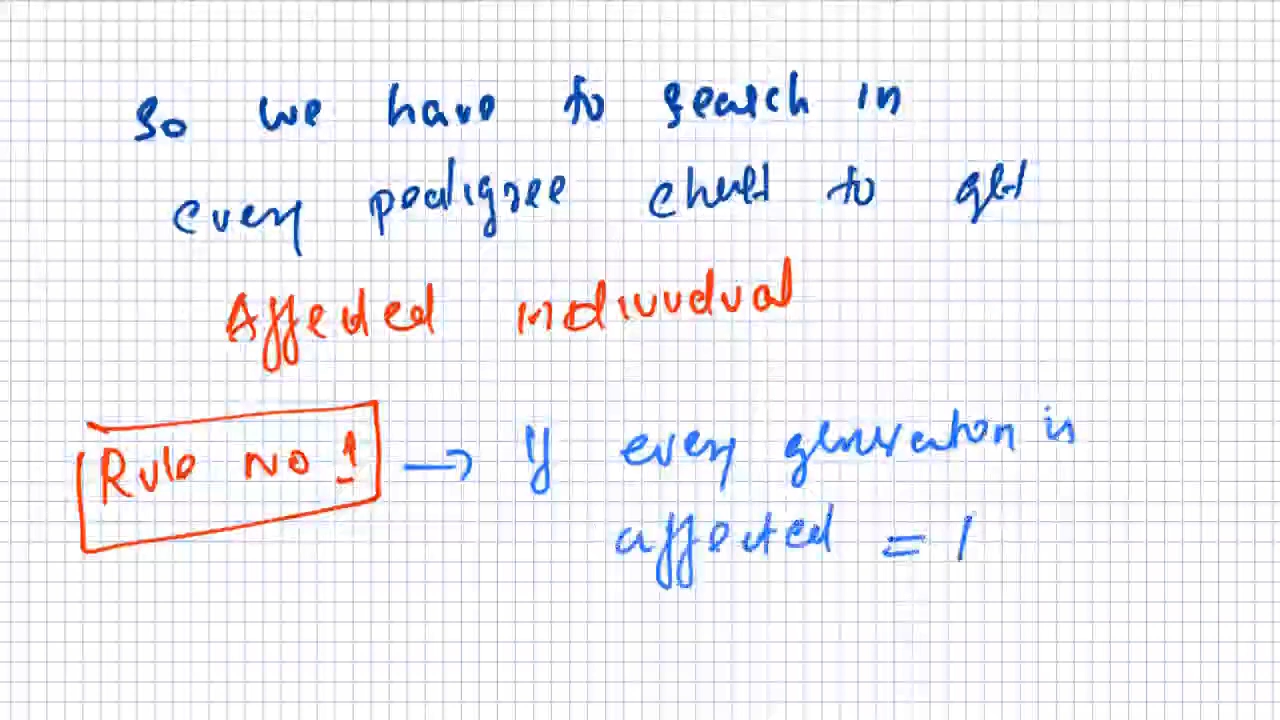 So we have to search in
every pedigree chart to get
Affected individual
Rule No 1 → If every generation is
affected = 1